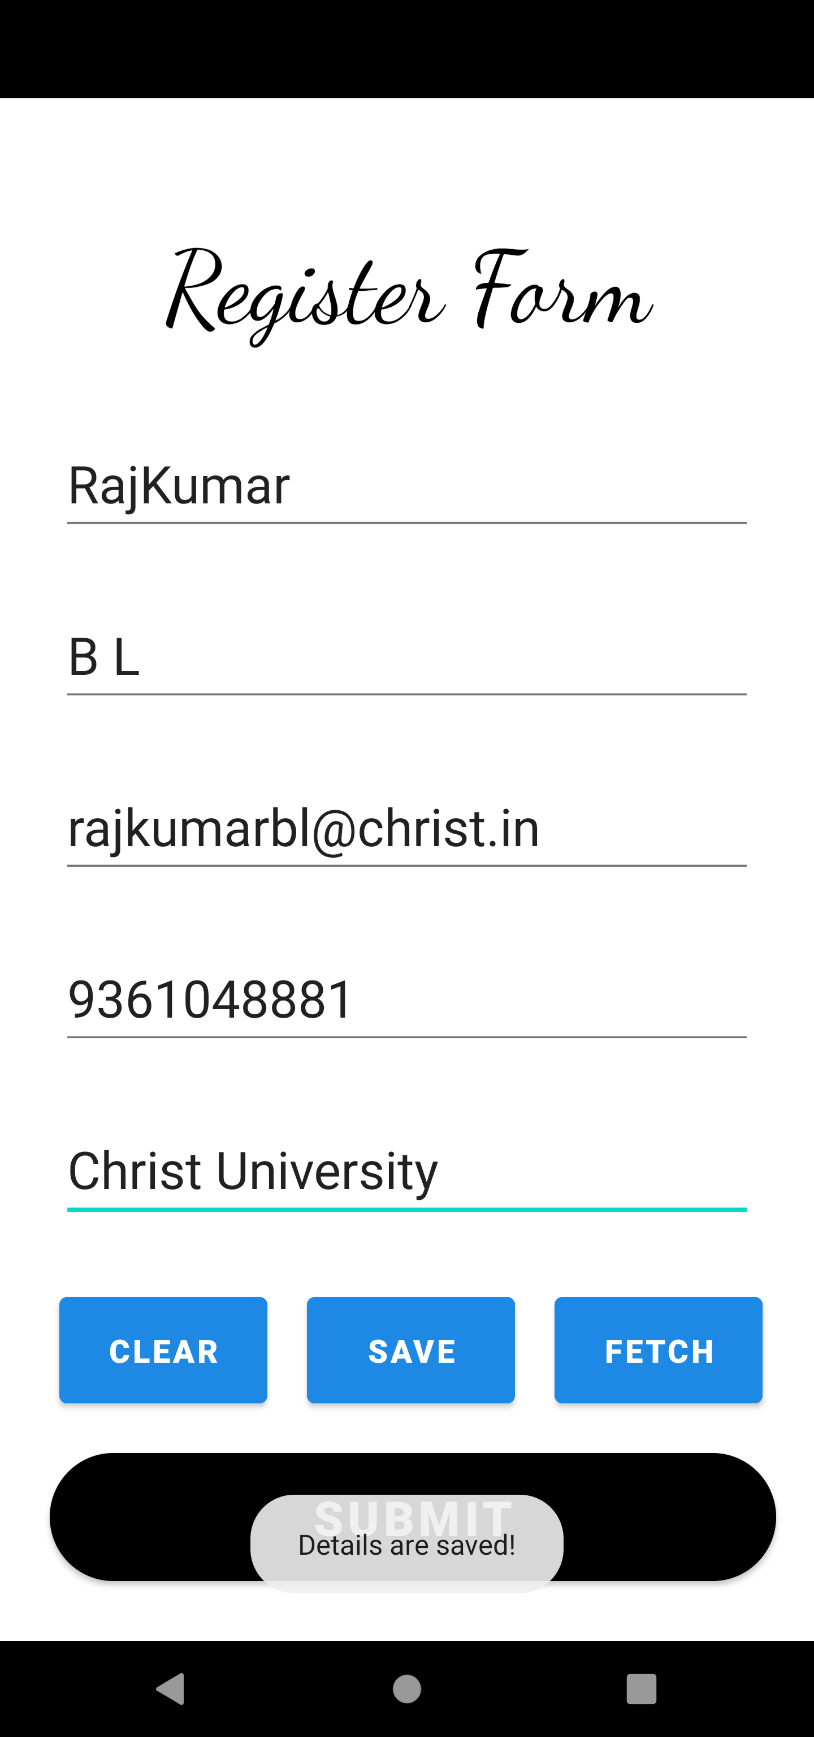 Register Form
RajKumar
B L
rajkumarbl@christ.in
9361048881
Christ University
CLEAR SAVE FETCH
SUBMIT
Details are saved!